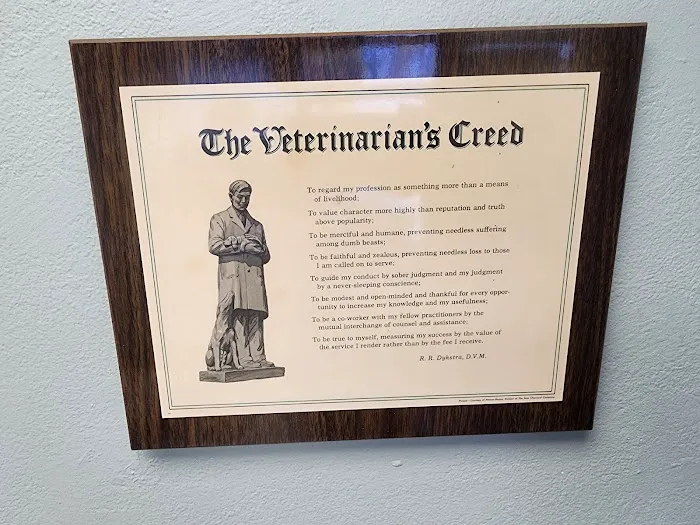 The Veterinarian's Creed
To regard my profession as something more than a means
of livelihood;
To value character more highly than reputation and truth
above popularity;
To be merciful and humane, preventing needless suffering
among dumb beasts;
To be faithful and zealous, preventing needless loss to those
I am called on to serve;
To guide my conduct by sober judgment and my judgment
by a never-sleeping conscience;
To be modest and open-minded and thankful for every oppor-
tunity to increase my knowledge and my usefulness;
To be a co-worker with my fellow practitioners by the
mutual interchange of counsel and assistance;
To be true to myself, measuring my success by the value of
the service I render rather than by the fee I receive.
R. R. Dykstra, D.V.M.